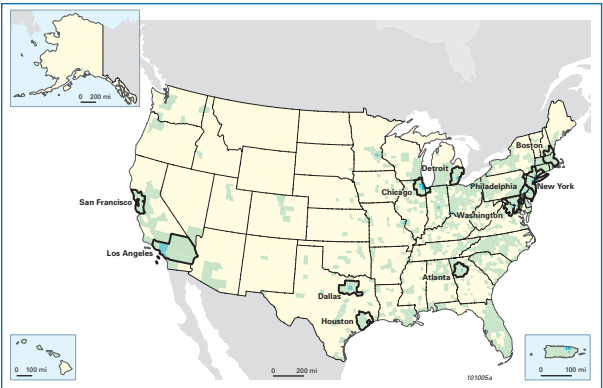 0 200 mi
Boston
Detroit
Chicago
Philadelphia
New York
San Francisco
Washington
Los Angeles
Atlanta
Dallas
Houston
0 100 mi
0 200 mi
101005a
0 100 mi